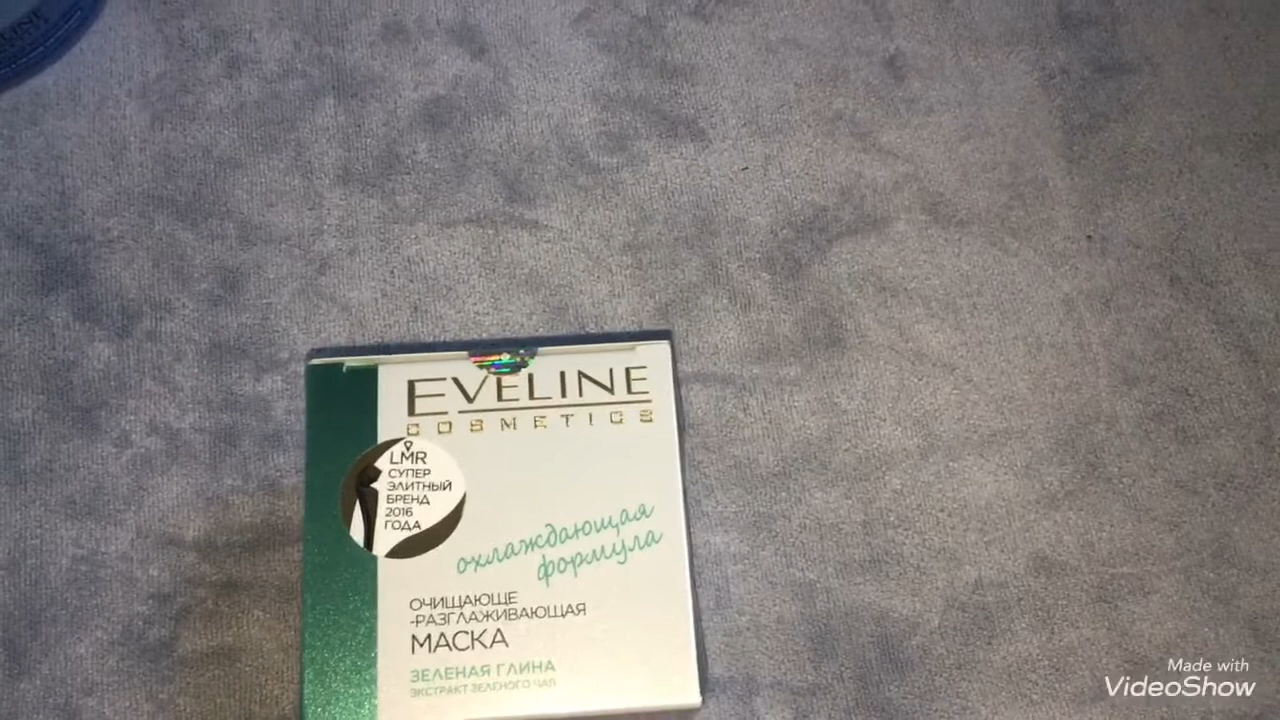 EVELINE
EVELINE
COSMETICS
LMR
СУПЕР
ЭЛИТНЫЙ
БРЕНД
2016
ГОДА
охлаждающая
формула
ОЧИЩАЮЩЕ
-РАЗГЛАЖИВАЮЩАЯ
МАСКА
ЗЕЛЕНАЯ ГЛИНА
ЭКСТРАКТ ЗЕЛЕНОГО ЧАЯ
Made with
VideoShow